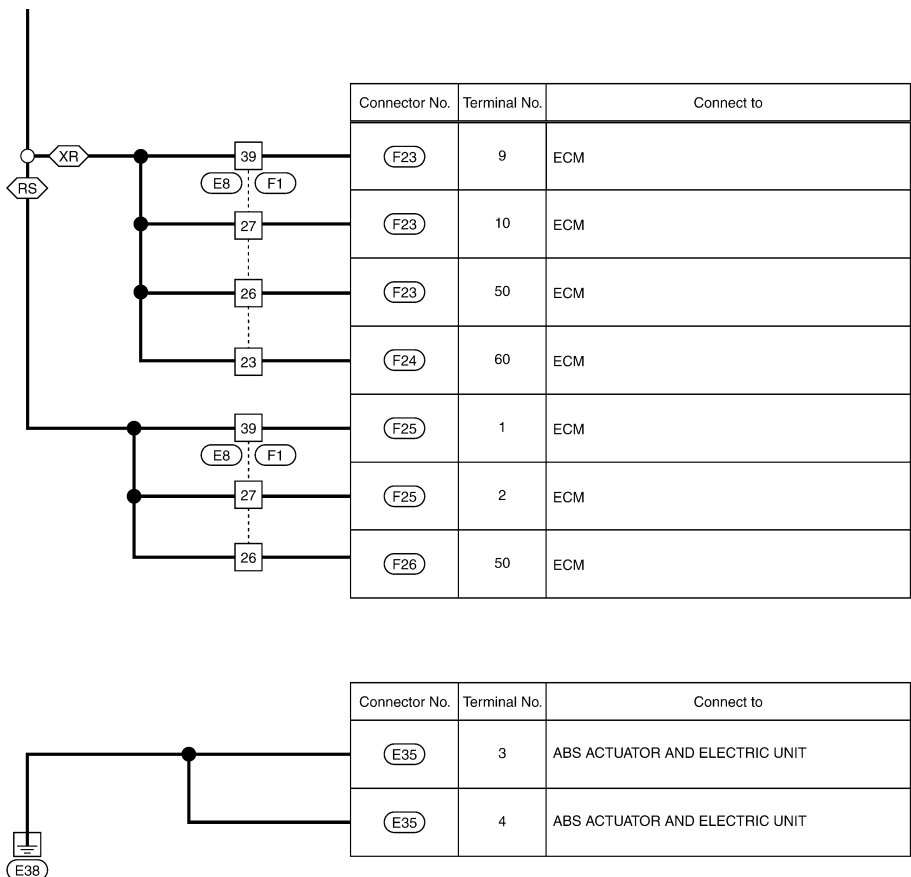 Connector No. Terminal No. Connect to
XR 39 F23 9 ECM
RS E8 F1
27 F23 10 ECM
26 F23 50 ECM
23 F24 60 ECM
39 F25 1 ECM
E8 F1
27 F25 2 ECM
26 F26 50 ECM
Connector No. Terminal No. Connect to
E35 3 ABS ACTUATOR AND ELECTRIC UNIT
E35 4 ABS ACTUATOR AND ELECTRIC UNIT
E38